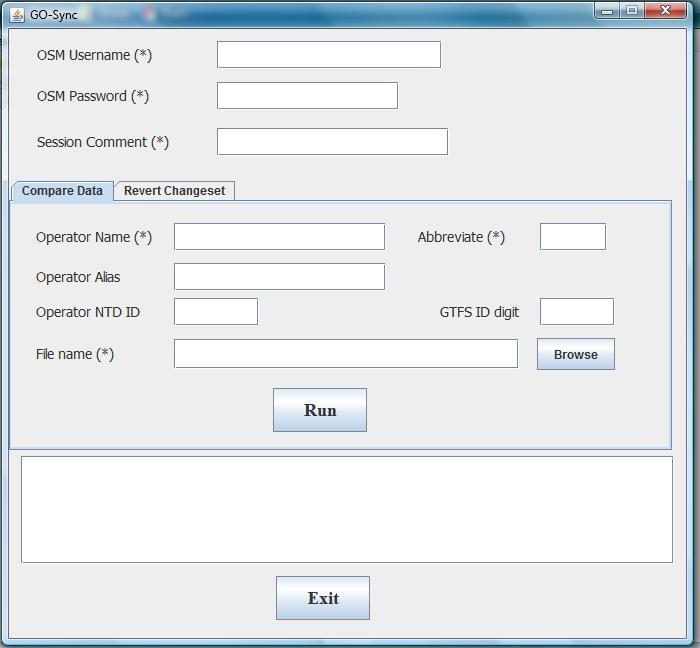 GO-Sync
OSM Username (*)
OSM Password (*)
Session Comment (*)
Compare Data Revert Changeset
Operator Name (*) Abbreviate (*)
Operator Alias
Operator NTD ID GTFS ID digit
File name (*) Browse
Run
Exit